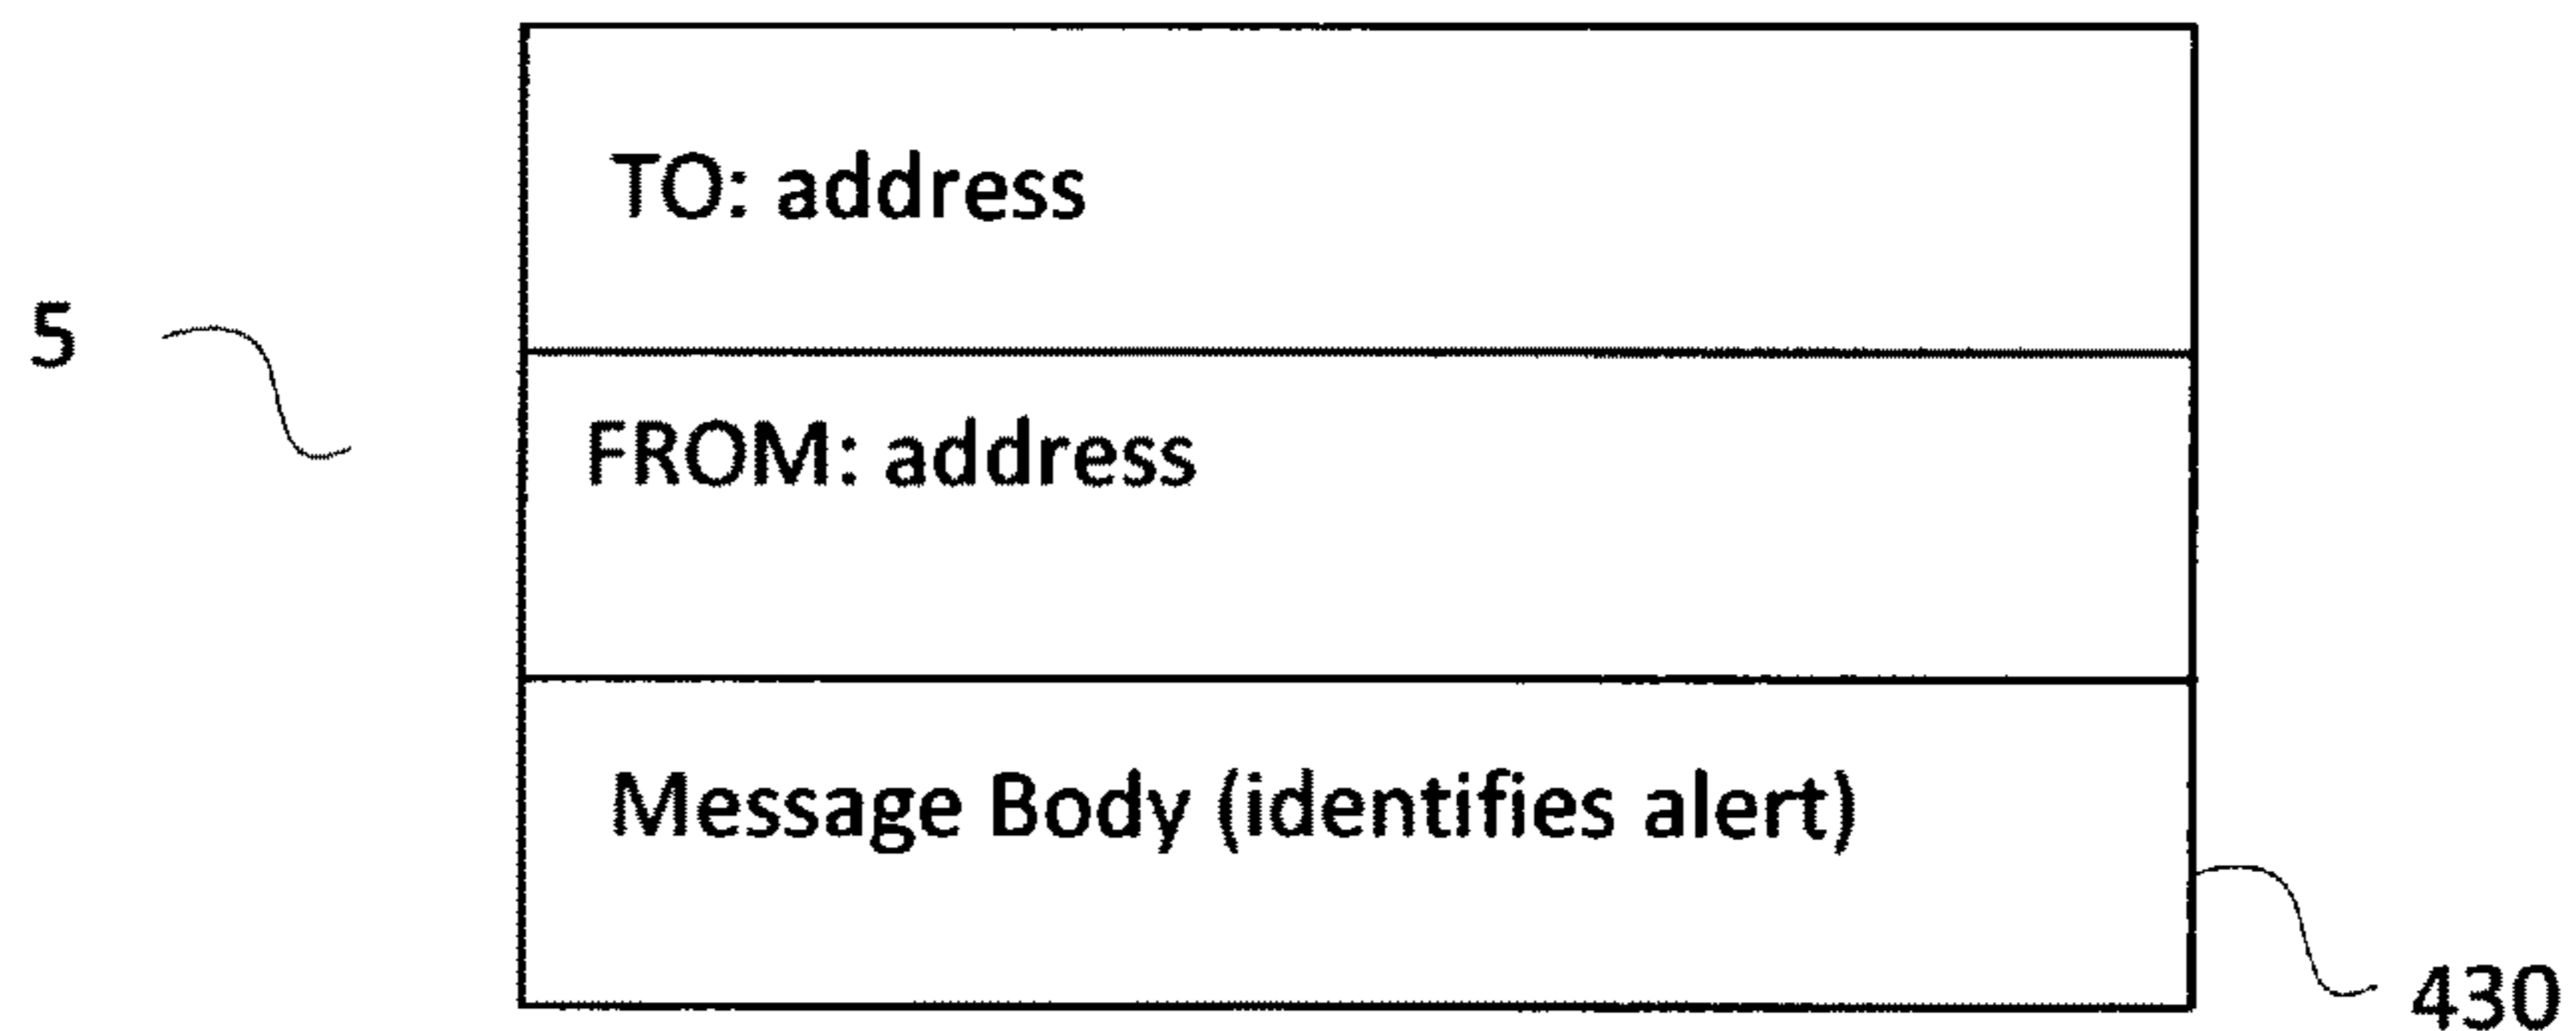 TO: address
5
FROM: address
Message Body (identifies alert)
430